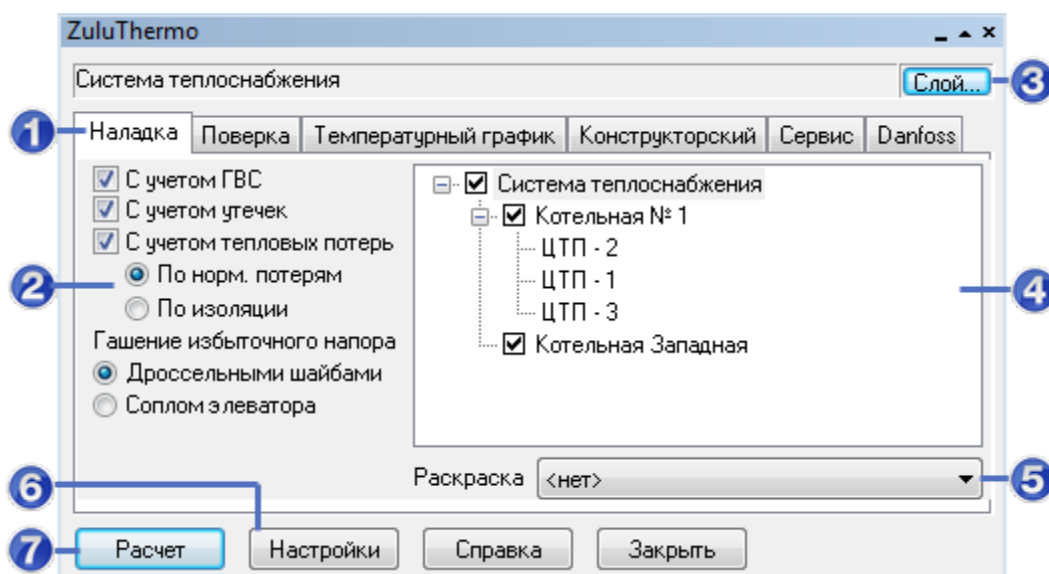 ZuluThermo
Система теплоснабжения
Слой...
3
1
Наладка Поверка Температурный график Конструкторский Сервис Danfoss
С учетом ГВС
С учетом утечек
С учетом тепловых потерь
2
По норм. потерям
По изоляции
Гашение избыточного напора
Дроссельными шайбами
Соплом элеватора
Система теплоснабжения
Котельная № 1
ЦТП - 2
ЦТП - 1
ЦТП - 3
Котельная Западная
4
Раскраска <нет>
5
6
7
Расчет Настройки Справка Закрыть